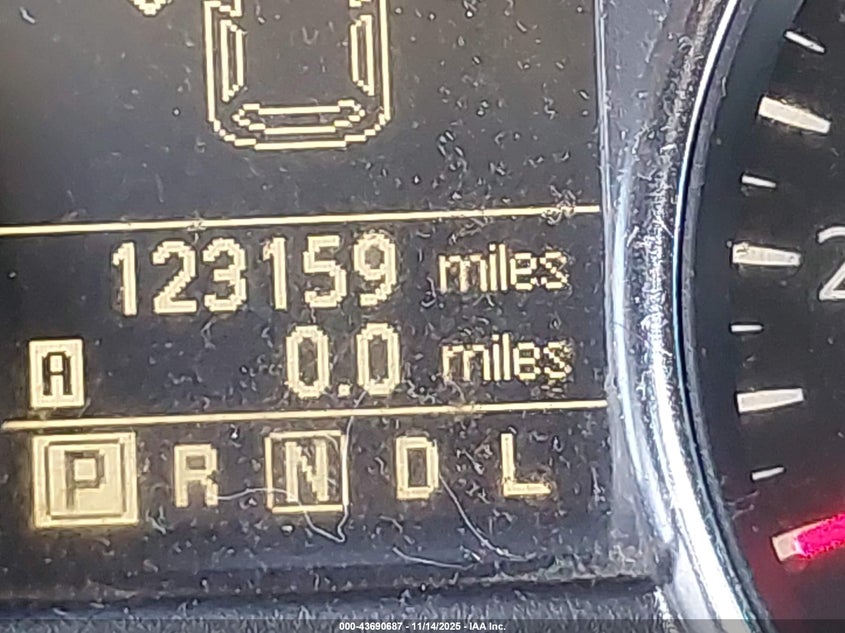 123159 miles
A 0.0 miles
P R N D L
2
000-43690687 - 11/14/2025 - IAA Inc.